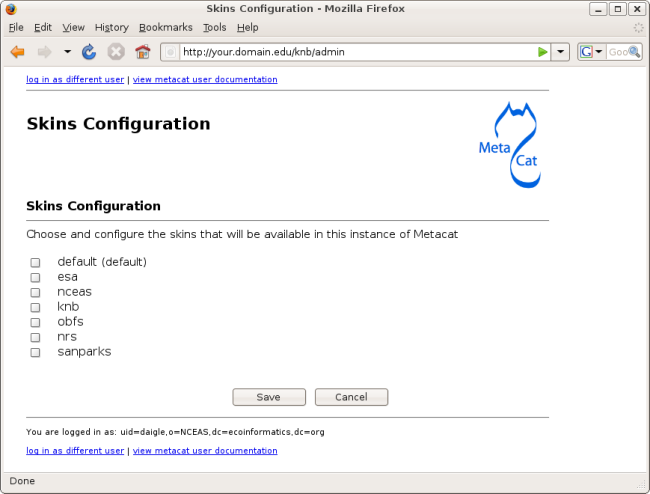 Skins Configuration - Mozilla Firefox
File Edit View History Bookmarks Tools Help
http://your.domain.edu/knb/admin
G Goo
log in as different user | view metacat user documentation
Skins Configuration
Meta
Cat
Skins Configuration
Choose and configure the skins that will be available in this instance of Metacat
default (default)
esa
nceas
knb
obfs
nrs
sanparks
Save Cancel
You are logged in as: uid=daigle,o=NCEAS,dc=ecoinformatics,dc=org
log in as different user | view metacat user documentation
Done